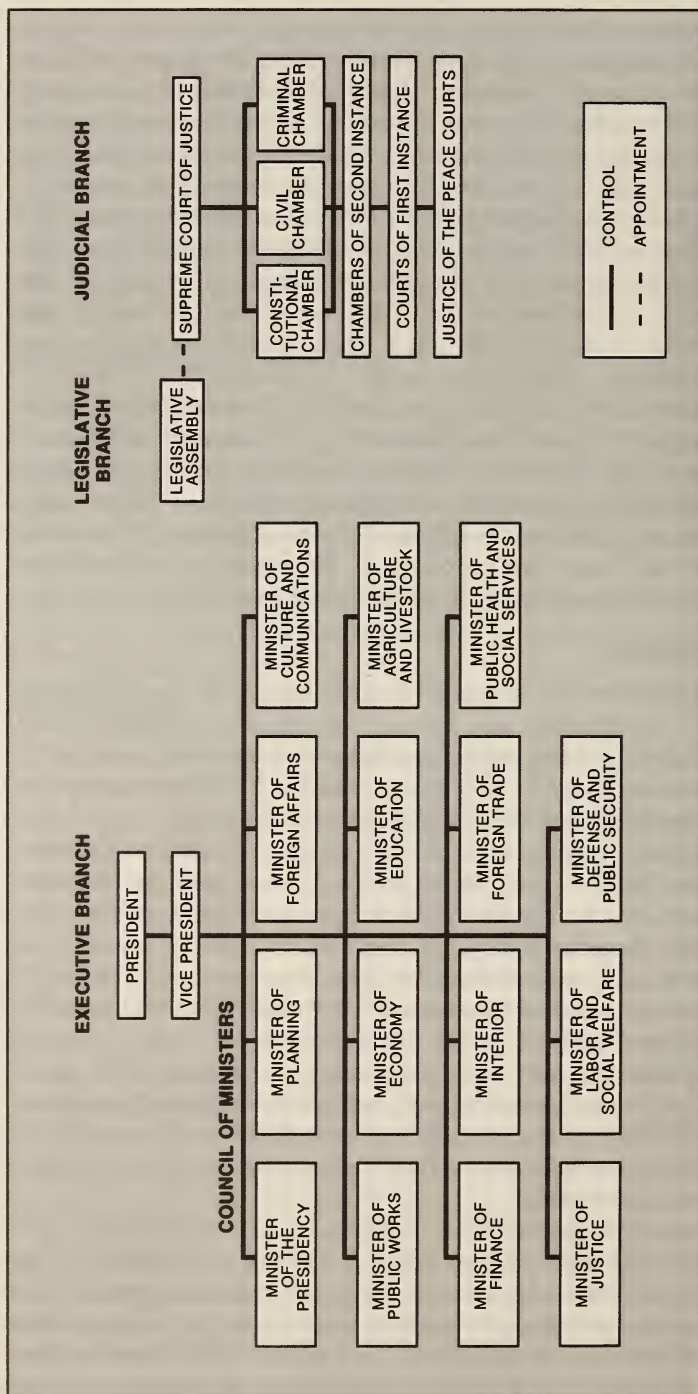 EXECUTIVE BRANCH
PRESIDENT
VICE PRESIDENT
COUNCIL OF MINISTERS
MINISTER
OF THE
PRESIDENCY
MINISTER OF
PLANNING
MINISTER OF
FOREIGN AFFAIRS
MINISTER OF
CULTURE AND
COMMUNICATIONS
MINISTER OF
PUBLIC WORKS
MINISTER OF
ECONOMY
MINISTER OF
EDUCATION
MINISTER OF
AGRICULTURE
AND LIVESTOCK
MINISTER OF
FINANCE
MINISTER OF
INTERIOR
MINISTER OF
FOREIGN TRADE
MINISTER OF
PUBLIC HEALTH AND
SOCIAL SERVICES
MINISTER OF
JUSTICE
MINISTER OF
LABOR AND
SOCIAL WELFARE
MINISTER OF
DEFENSE AND
PUBLIC SECURITY
LEGISLATIVE
BRANCH
LEGISLATIVE
ASSEMBLY
JUDICIAL BRANCH
SUPREME COURT OF JUSTICE
CONSTI-
TUTIONAL
CHAMBER
CIVIL
CHAMBER
CRIMINAL
CHAMBER
CHAMBERS OF SECOND INSTANCE
COURTS OF FIRST INSTANCE
JUSTICE OF THE PEACE COURTS
CONTROL
APPOINTMENT